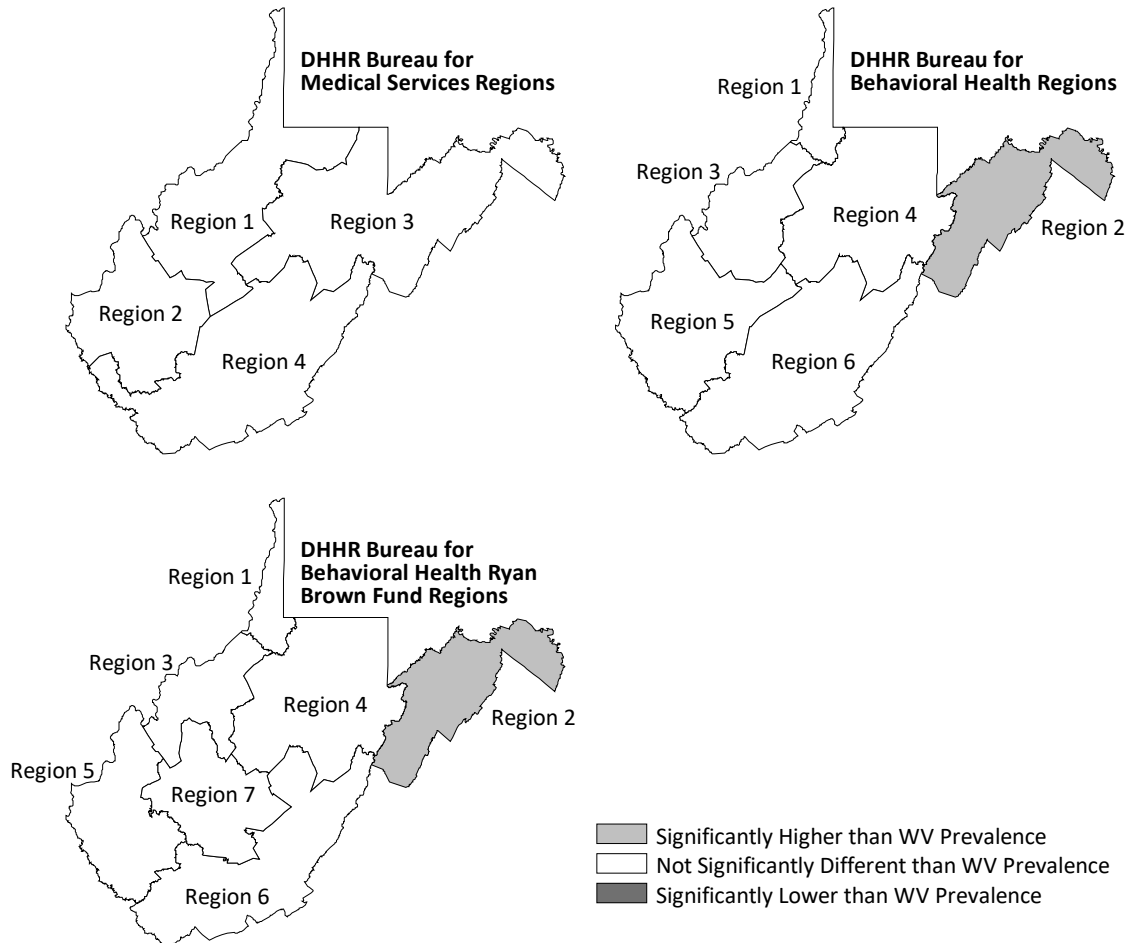 DHHR Bureau for
Medical Services Regions
Region 1
Region 3
Region 2
Region 4
DHHR Bureau for
Behavioral Health Regions
Region 1
Region 3
Region 4
Region 2
Region 5
Region 6
DHHR Bureau for
Behavioral Health Ryan
Brown Fund Regions
Region 1
Region 3
Region 4
Region 2
Region 5
Region 7
Region 6
Significantly Higher than WV Prevalence
Not Significantly Different than WV Prevalence
Significantly Lower than WV Prevalence